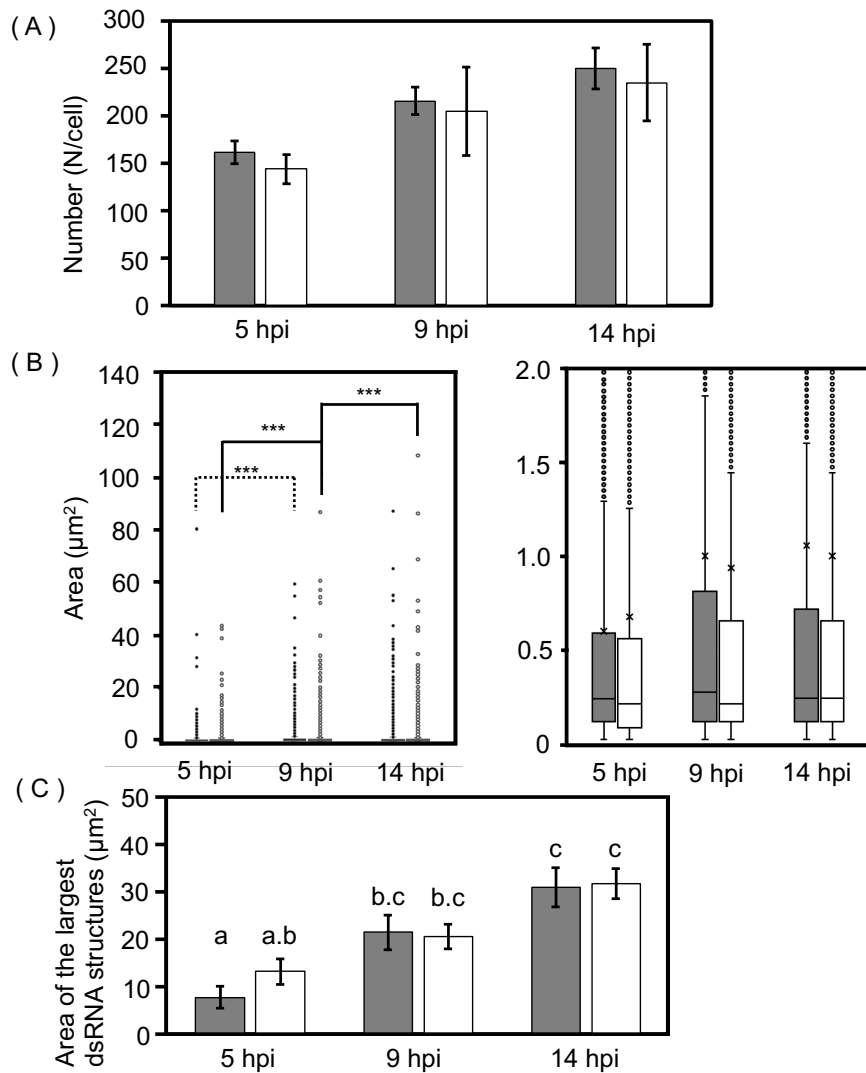 ( A )
300
250
200
150
100
50
0
Number (N/cell)
5 hpi 9 hpi 14 hpi
( B )
140
120
100
80
60
40
20
0
Area (µm²)
***
***
***
5 hpi 9 hpi 14 hpi
2.0
1.5
1.0
0.5
0
5 hpi 9 hpi 14 hpi
( C )
50
40
30
20
10
0
Area of the largest
dsRNA structures (µm²)
a a.b b.c b.c c c
5 hpi 9 hpi 14 hpi